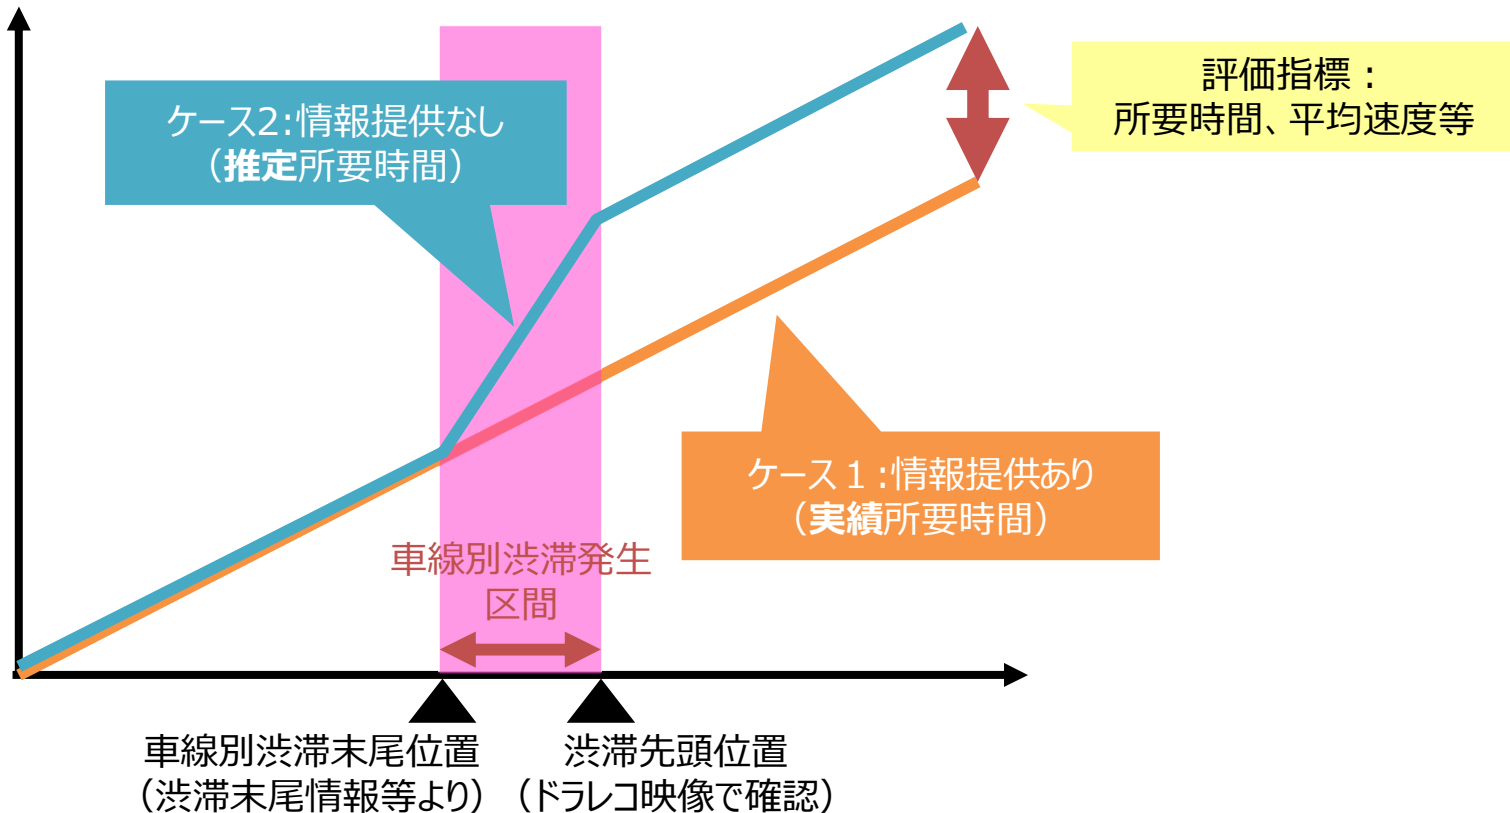 評価指標：
所要時間、平均速度等
ケース2:情報提供なし
（推定所要時間）
ケース１:情報提供あり
（実績所要時間）
車線別渋滞発生
区間
車線別渋滞末尾位置
（渋滞末尾情報等より）
渋滞先頭位置
（ドラレコ映像で確認）